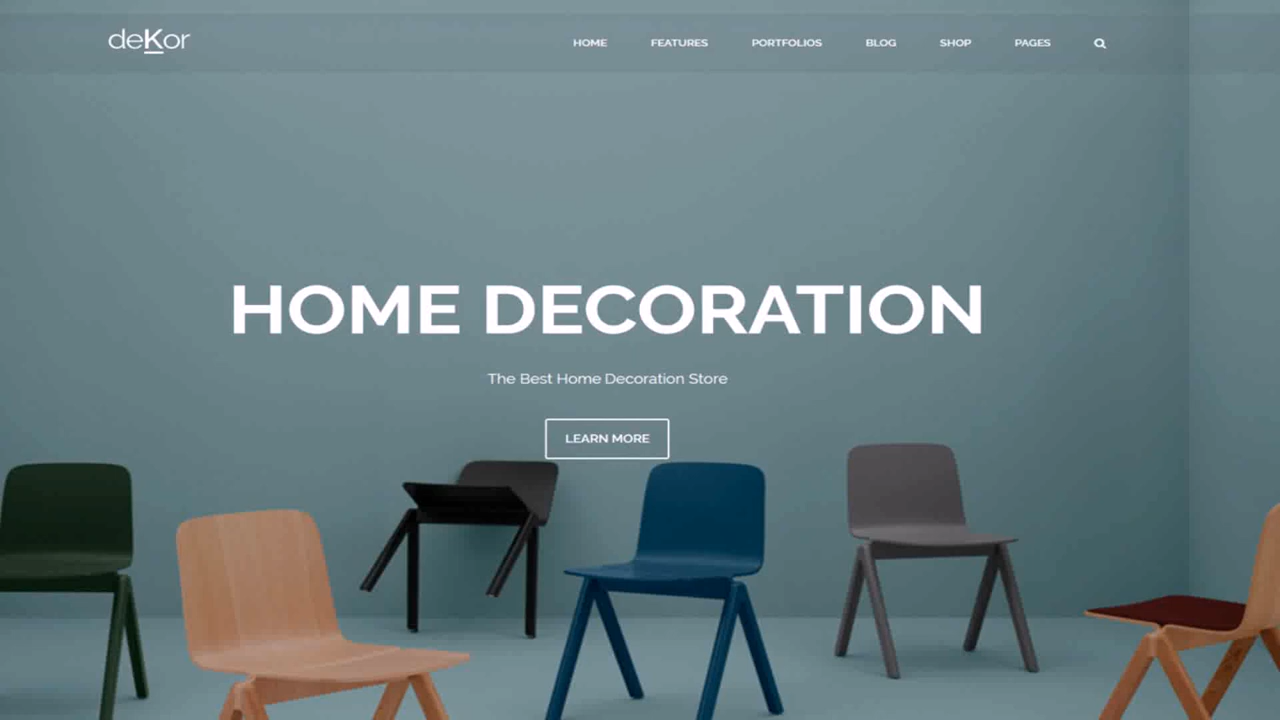 deKor
HOME FEATURES PORTFOLIOS BLOG SHOP PAGES
HOME DECORATION
The Best Home Decoration Store
LEARN MORE